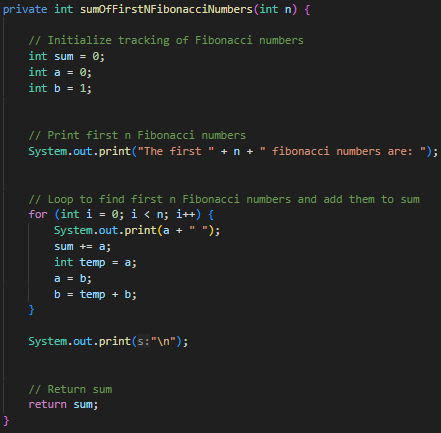 private int sumOfFirstNFibonacciNumbers(int n) {
// Initialize tracking of Fibonacci numbers
int sum = 0;
int a = 0;
int b = 1;
// Print first n Fibonacci numbers
System.out.print("The first " + n + " fibonacci numbers are: ");
// Loop to find first n Fibonacci numbers and add them to sum
for (int i = 0; i < n; i++) {
System.out.print(a + " ");
sum += a;
int temp = a;
a = b;
b = temp + b;
}
System.out.print(s:"\n");
// Return sum
return sum;
}